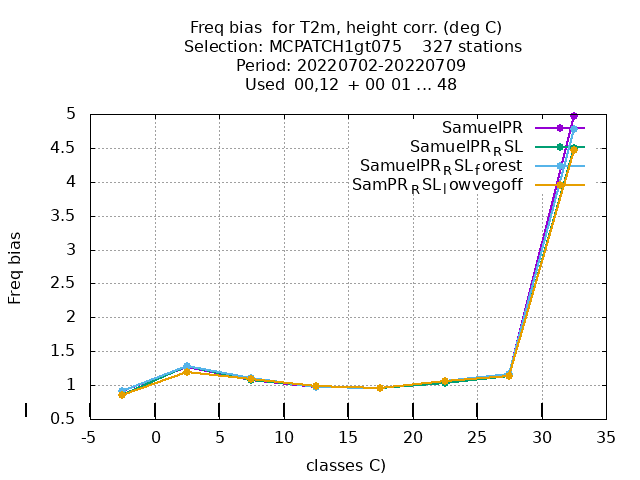 Freq bias  for T2m, height corr. (deg C)
Selection: MCPATCH1gt075    327 stations
Period: 20220702-20220709
Used  00,12  + 00 01 ... 48
SamuelPR
SamuelPR_RSL
SamuelPR_RSL_forest
SamPR_RSL_lowvegoff
5
4.5
4
3.5
3
2.5
2
1.5
1
0.5
Freq bias
-5 0 5 10 15 20 25 30 35
classes C)